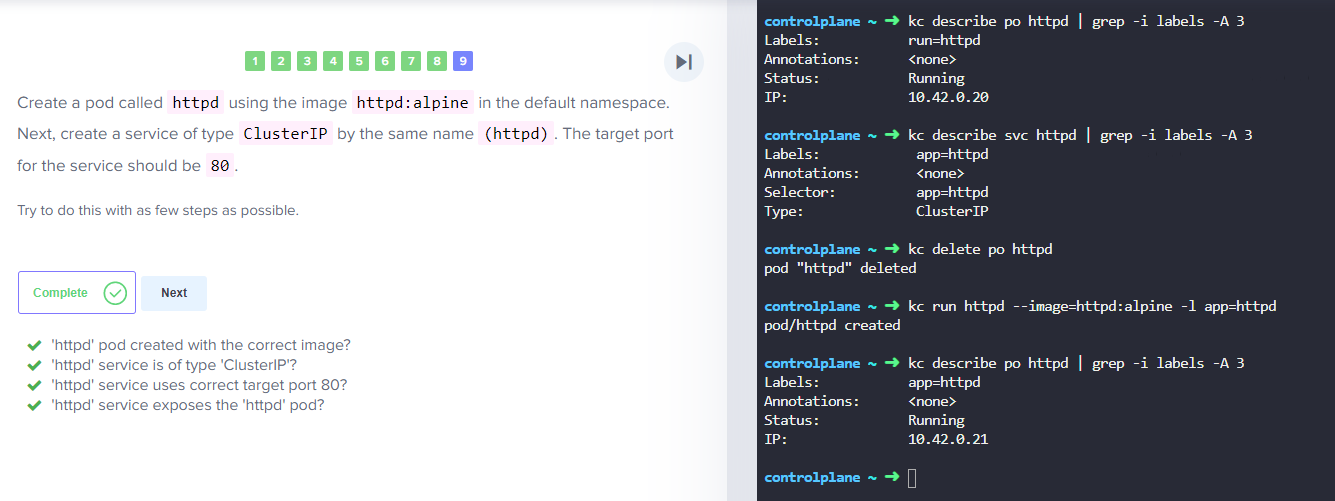 1 2 3 4 5 6 7 8 9
Create a pod called httpd using the image httpd:alpine in the default namespace.
Next, create a service of type ClusterIP by the same name (httpd). The target port
for the service should be 80.
Try to do this with as few steps as possible.
Complete Next
'httpd' pod created with the correct image?
'httpd' service is of type 'ClusterIP'?
'httpd' service uses correct target port 80?
'httpd' service exposes the 'httpd' pod?
controlplane ~ ➜ kc describe po httpd | grep -i labels -A 3
Labels: run=httpd
Annotations: <none>
Status: Running
IP: 10.42.0.20
controlplane ~ ➜ kc describe svc httpd | grep -i labels -A 3
Labels: app=httpd
Annotations: <none>
Selector: app=httpd
Type: ClusterIP
controlplane ~ ➜ kc delete po httpd
pod "httpd" deleted
controlplane ~ ➜ kc run httpd --image=httpd:alpine -l app=httpd
pod/httpd created
controlplane ~ ➜ kc describe po httpd | grep -i labels -A 3
Labels: app=httpd
Annotations: <none>
Status: Running
IP: 10.42.0.21
controlplane ~ ➜